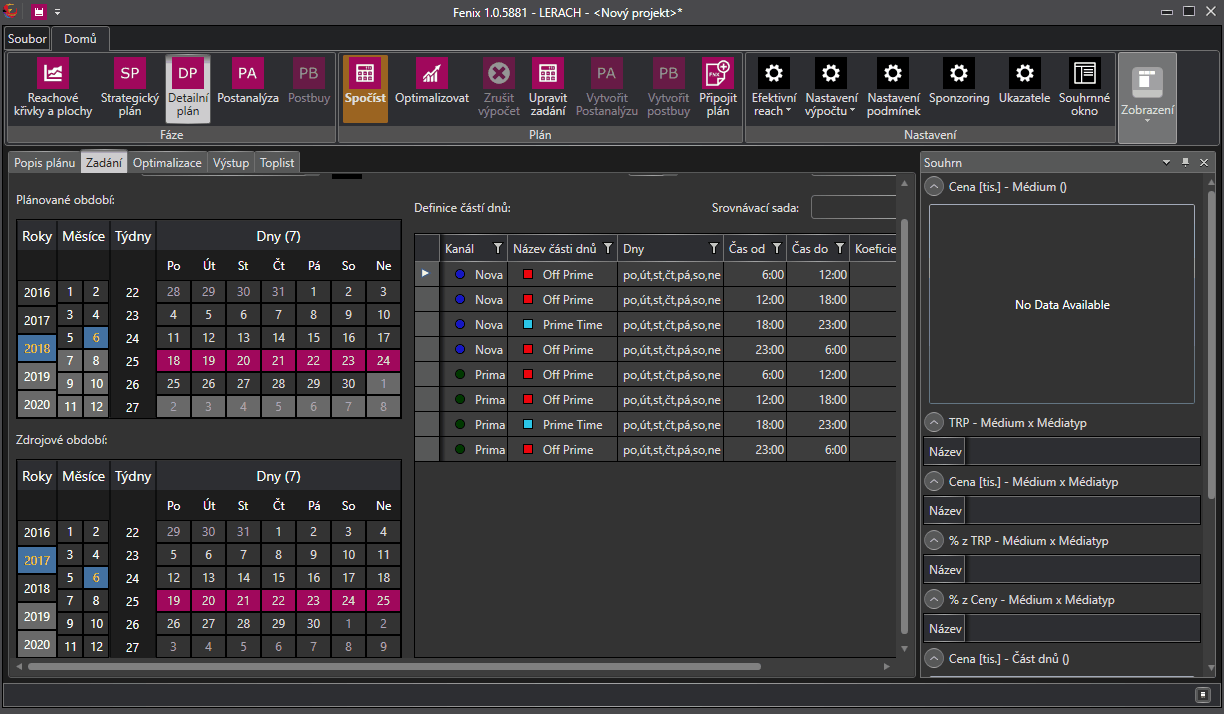 Fenix 1.0.5881 - LERACH - <Nový projekt>*
Soubor Domů
SP DP PA PB PA PB FNX
Reachové křivky a plochy
Strategický plán
Detailní plán
Postanalýza
Postbuy
Spočíst
Optimalizovat
Zrušit výpočet
Upravit zadání
Vytvořit Postanalýzu
Vytvořit postbuy
Připojit plán
Efektivní reach
Nastavení výpočtu
Nastavení podmínek
Sponzoring
Ukazatele
Souhrnné okno
Zobrazení
Fáze Plán Nastavení
Popis plánu Zadání Optimalizace Výstup Toplist
Plánované období:
Roky Měsíce Týdny Dny (7)
Po Út St Čt Pá So Ne
2016 1 2 22 28 29 30 31 1 2 3
2017 3 4 23 4 5 6 7 8 9 10
2018 5 6 24 11 12 13 14 15 16 17
2019 7 8 25 18 19 20 21 22 23 24
2020 9 10 26 25 26 27 28 29 30 1
11 12 27 2 3 4 5 6 7 8
Zdrojové období:
Roky Měsíce Týdny Dny (7)
Po Út St Čt Pá So Ne
2016 1 2 22 29 30 31 1 2 3 4
2017 3 4 23 5 6 7 8 9 10 11
2018 5 6 24 12 13 14 15 16 17 18
2019 7 8 25 19 20 21 22 23 24 25
2020 9 10 26 26 27 28 29 30 1 2
11 12 27 3 4 5 6 7 8 9
Definice částí dnů: Srovnávací sada:
Kanál Název části dnů Dny Čas od Čas do Koeficie
Nova Off Prime po,út,st,čt,pá,so,ne 6:00 12:00
Nova Off Prime po,út,st,čt,pá,so,ne 12:00 18:00
Nova Prime Time po,út,st,čt,pá,so,ne 18:00 23:00
Nova Off Prime po,út,st,čt,pá,so,ne 23:00 6:00
Prima Off Prime po,út,st,čt,pá,so,ne 6:00 12:00
Prima Off Prime po,út,st,čt,pá,so,ne 12:00 18:00
Prima Prime Time po,út,st,čt,pá,so,ne 18:00 23:00
Prima Off Prime po,út,st,čt,pá,so,ne 23:00 6:00
Souhrn
Cena [tis.] - Médium ()
No Data Available
TRP - Médium x Médiatyp
Název
Cena [tis.] - Médium x Médiatyp
Název
% z TRP - Médium x Médiatyp
Název
% z Ceny - Médium x Médiatyp
Název
Cena [tis.] - Část dnů ()